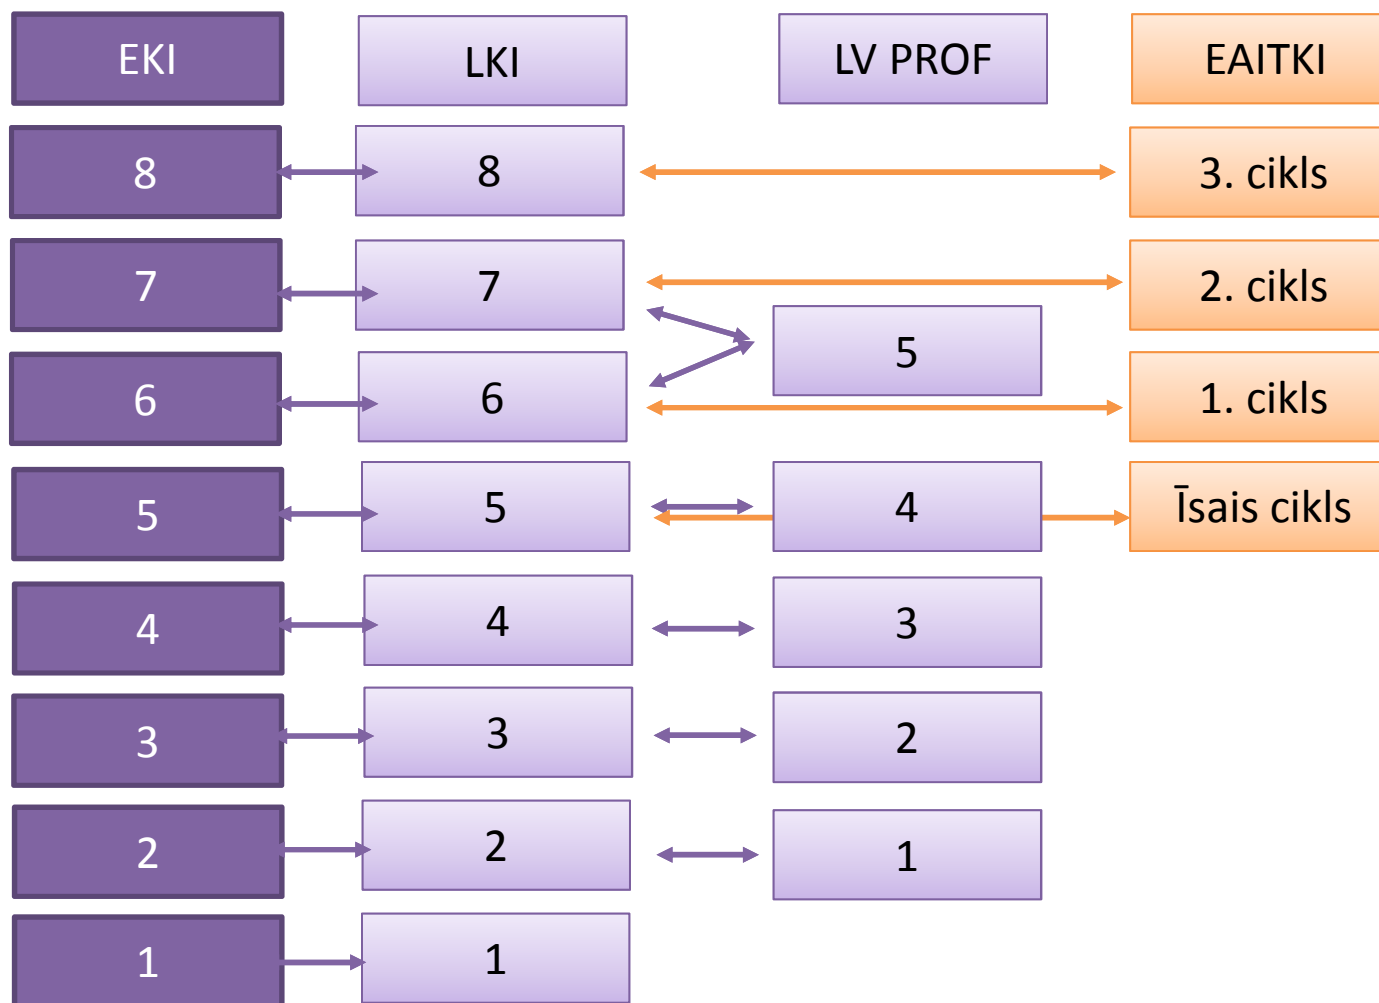 EKI LKI LV PROF EAITKI
8 8 3. cikls
7 7 2. cikls
5
6 6 1. cikls
5 5 4 Īsais cikls
4 4 3
3 3 2
2 2 1
1 1